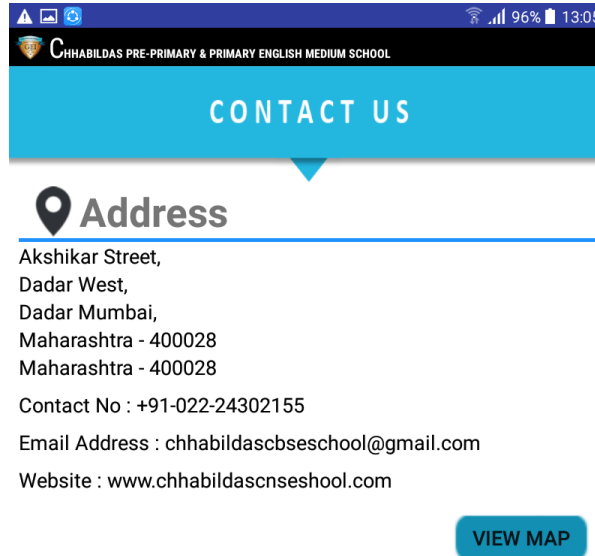 96% 13:05
CHHABILDAS PRE-PRIMARY & PRIMARY ENGLISH MEDIUM SCHOOL
CONTACT US
Address
Akshikar Street,
Dadar West,
Dadar Mumbai,
Maharashtra - 400028
Maharashtra - 400028
Contact No : +91-022-24302155
Email Address : chhabildascbseschool@gmail.com
Website : www.chhabildascnseshool.com
VIEW MAP